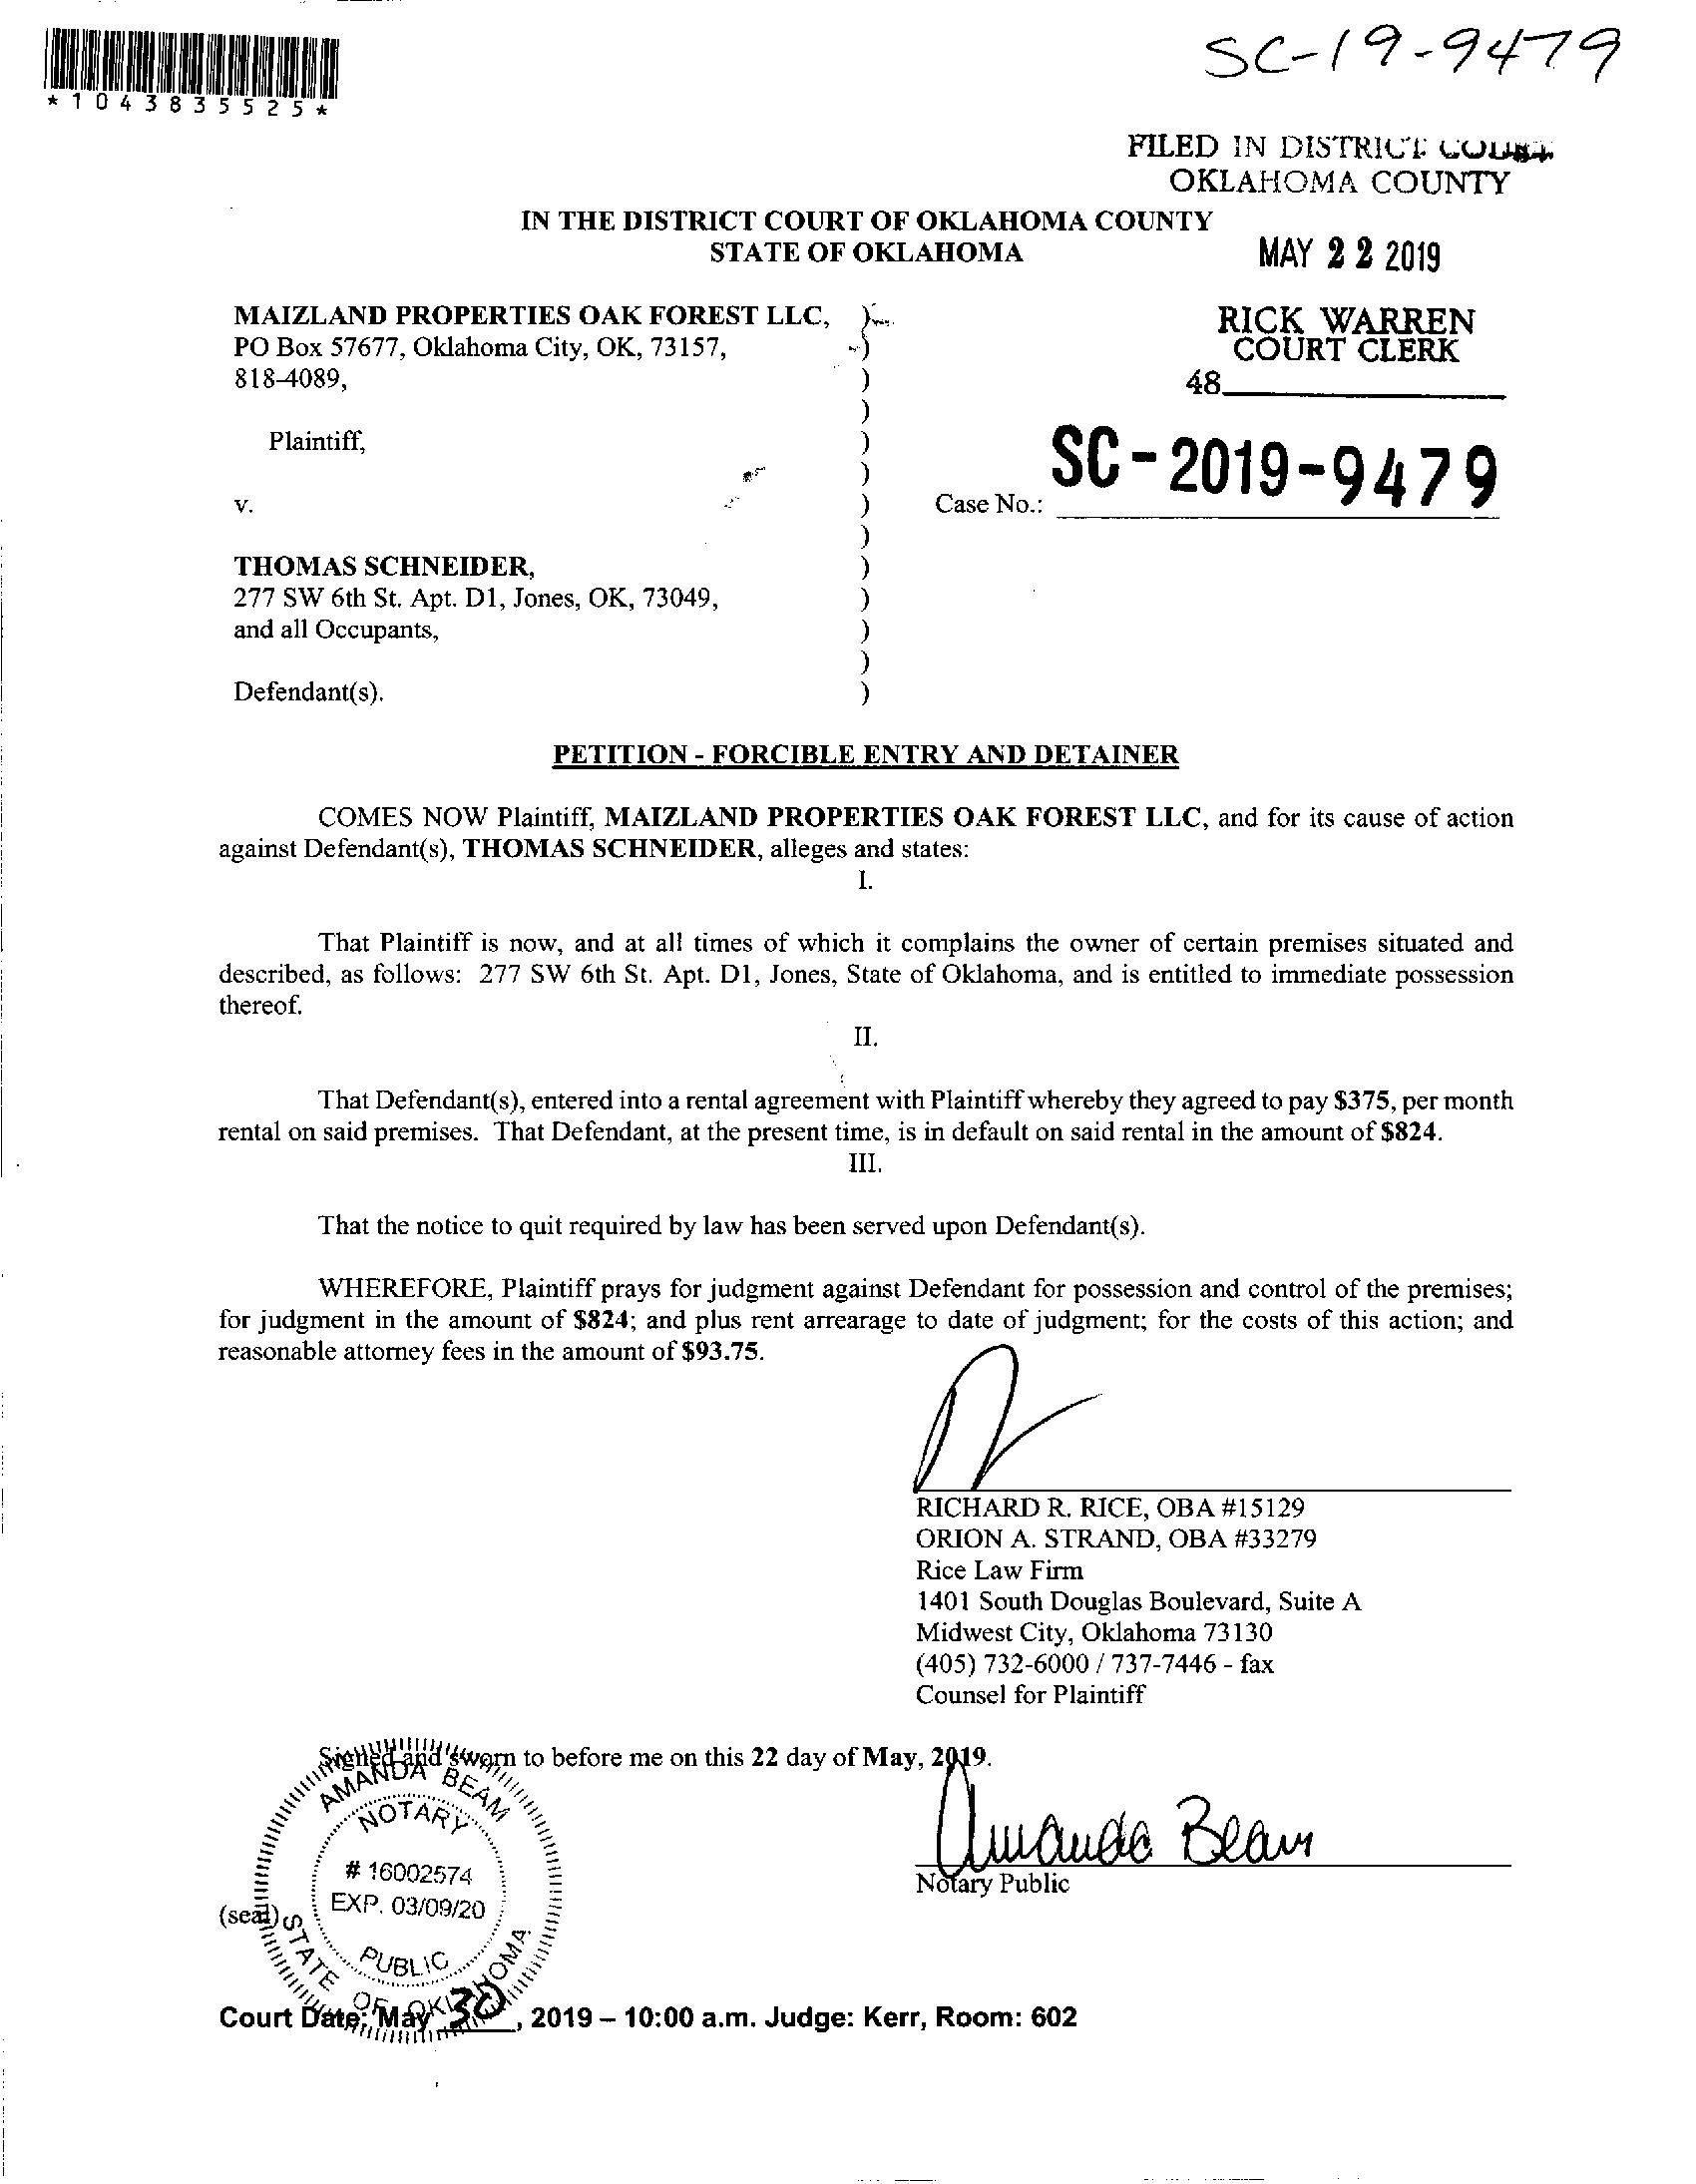 SC-19-9479
*1043835525*
FILED IN DISTRICT COURT
OKLAHOMA COUNTY
IN THE DISTRICT COURT OF OKLAHOMA COUNTY
STATE OF OKLAHOMA
MAY 22 2019
MAIZLAND PROPERTIES OAK FOREST LLC, )
PO Box 57677, Oklahoma City, OK, 73157, )
818-4089, )
)
Plaintiff, )
)
v. )
)
THOMAS SCHNEIDER, )
277 SW 6th St. Apt. D1, Jones, OK, 73049, )
and all Occupants, )
)
Defendant(s). )
RICK WARREN
COURT CLERK
48
Case No.: SC-2019-9479
PETITION - FORCIBLE ENTRY AND DETAINER
COMES NOW Plaintiff, MAIZLAND PROPERTIES OAK FOREST LLC, and for its cause of action
against Defendant(s), THOMAS SCHNEIDER, alleges and states:
I.
That Plaintiff is now, and at all times of which it complains the owner of certain premises situated and
described, as follows: 277 SW 6th St. Apt. D1, Jones, State of Oklahoma, and is entitled to immediate possession
thereof.
II.
That Defendant(s), entered into a rental agreement with Plaintiff whereby they agreed to pay $375, per month
rental on said premises. That Defendant, at the present time, is in default on said rental in the amount of $824.
III.
That the notice to quit required by law has been served upon Defendant(s).
WHEREFORE, Plaintiff prays for judgment against Defendant for possession and control of the premises;
for judgment in the amount of $824; and plus rent arrearage to date of judgment; for the costs of this action; and
reasonable attorney fees in the amount of $93.75.
RICHARD R. RICE, OBA #15129
ORION A. STRAND, OBA #33279
Rice Law Firm
1401 South Douglas Boulevard, Suite A
Midwest City, Oklahoma 73130
(405) 732-6000 / 737-7446 - fax
Counsel for Plaintiff
Signed and sworn to before me on this 22 day of May, 2019.
Amanda Beam
Notary Public
(seal)
AMANDA BEAM
NOTARY
# 16002574
EXP. 03/09/20
PUBLIC
STATE OF OKLAHOMA
Court Date: May 30, 2019 – 10:00 a.m. Judge: Kerr, Room: 602